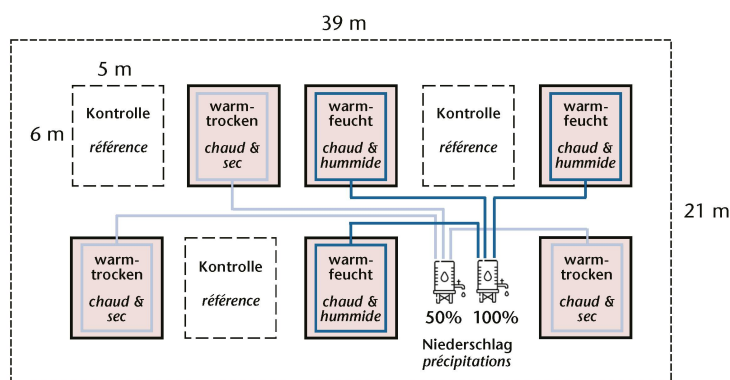 39 m
5 m
6 m
Kontrolle
référence
warm-
trocken
chaud &
sec
warm-
feucht
chaud &
hummide
Kontrolle
référence
warm-
feucht
chaud &
hummide
21 m
warm-
trocken
chaud &
sec
Kontrolle
référence
warm-
feucht
chaud &
hummide
warm-
trocken
chaud &
sec
50% 100%
Niederschlag
précipitations